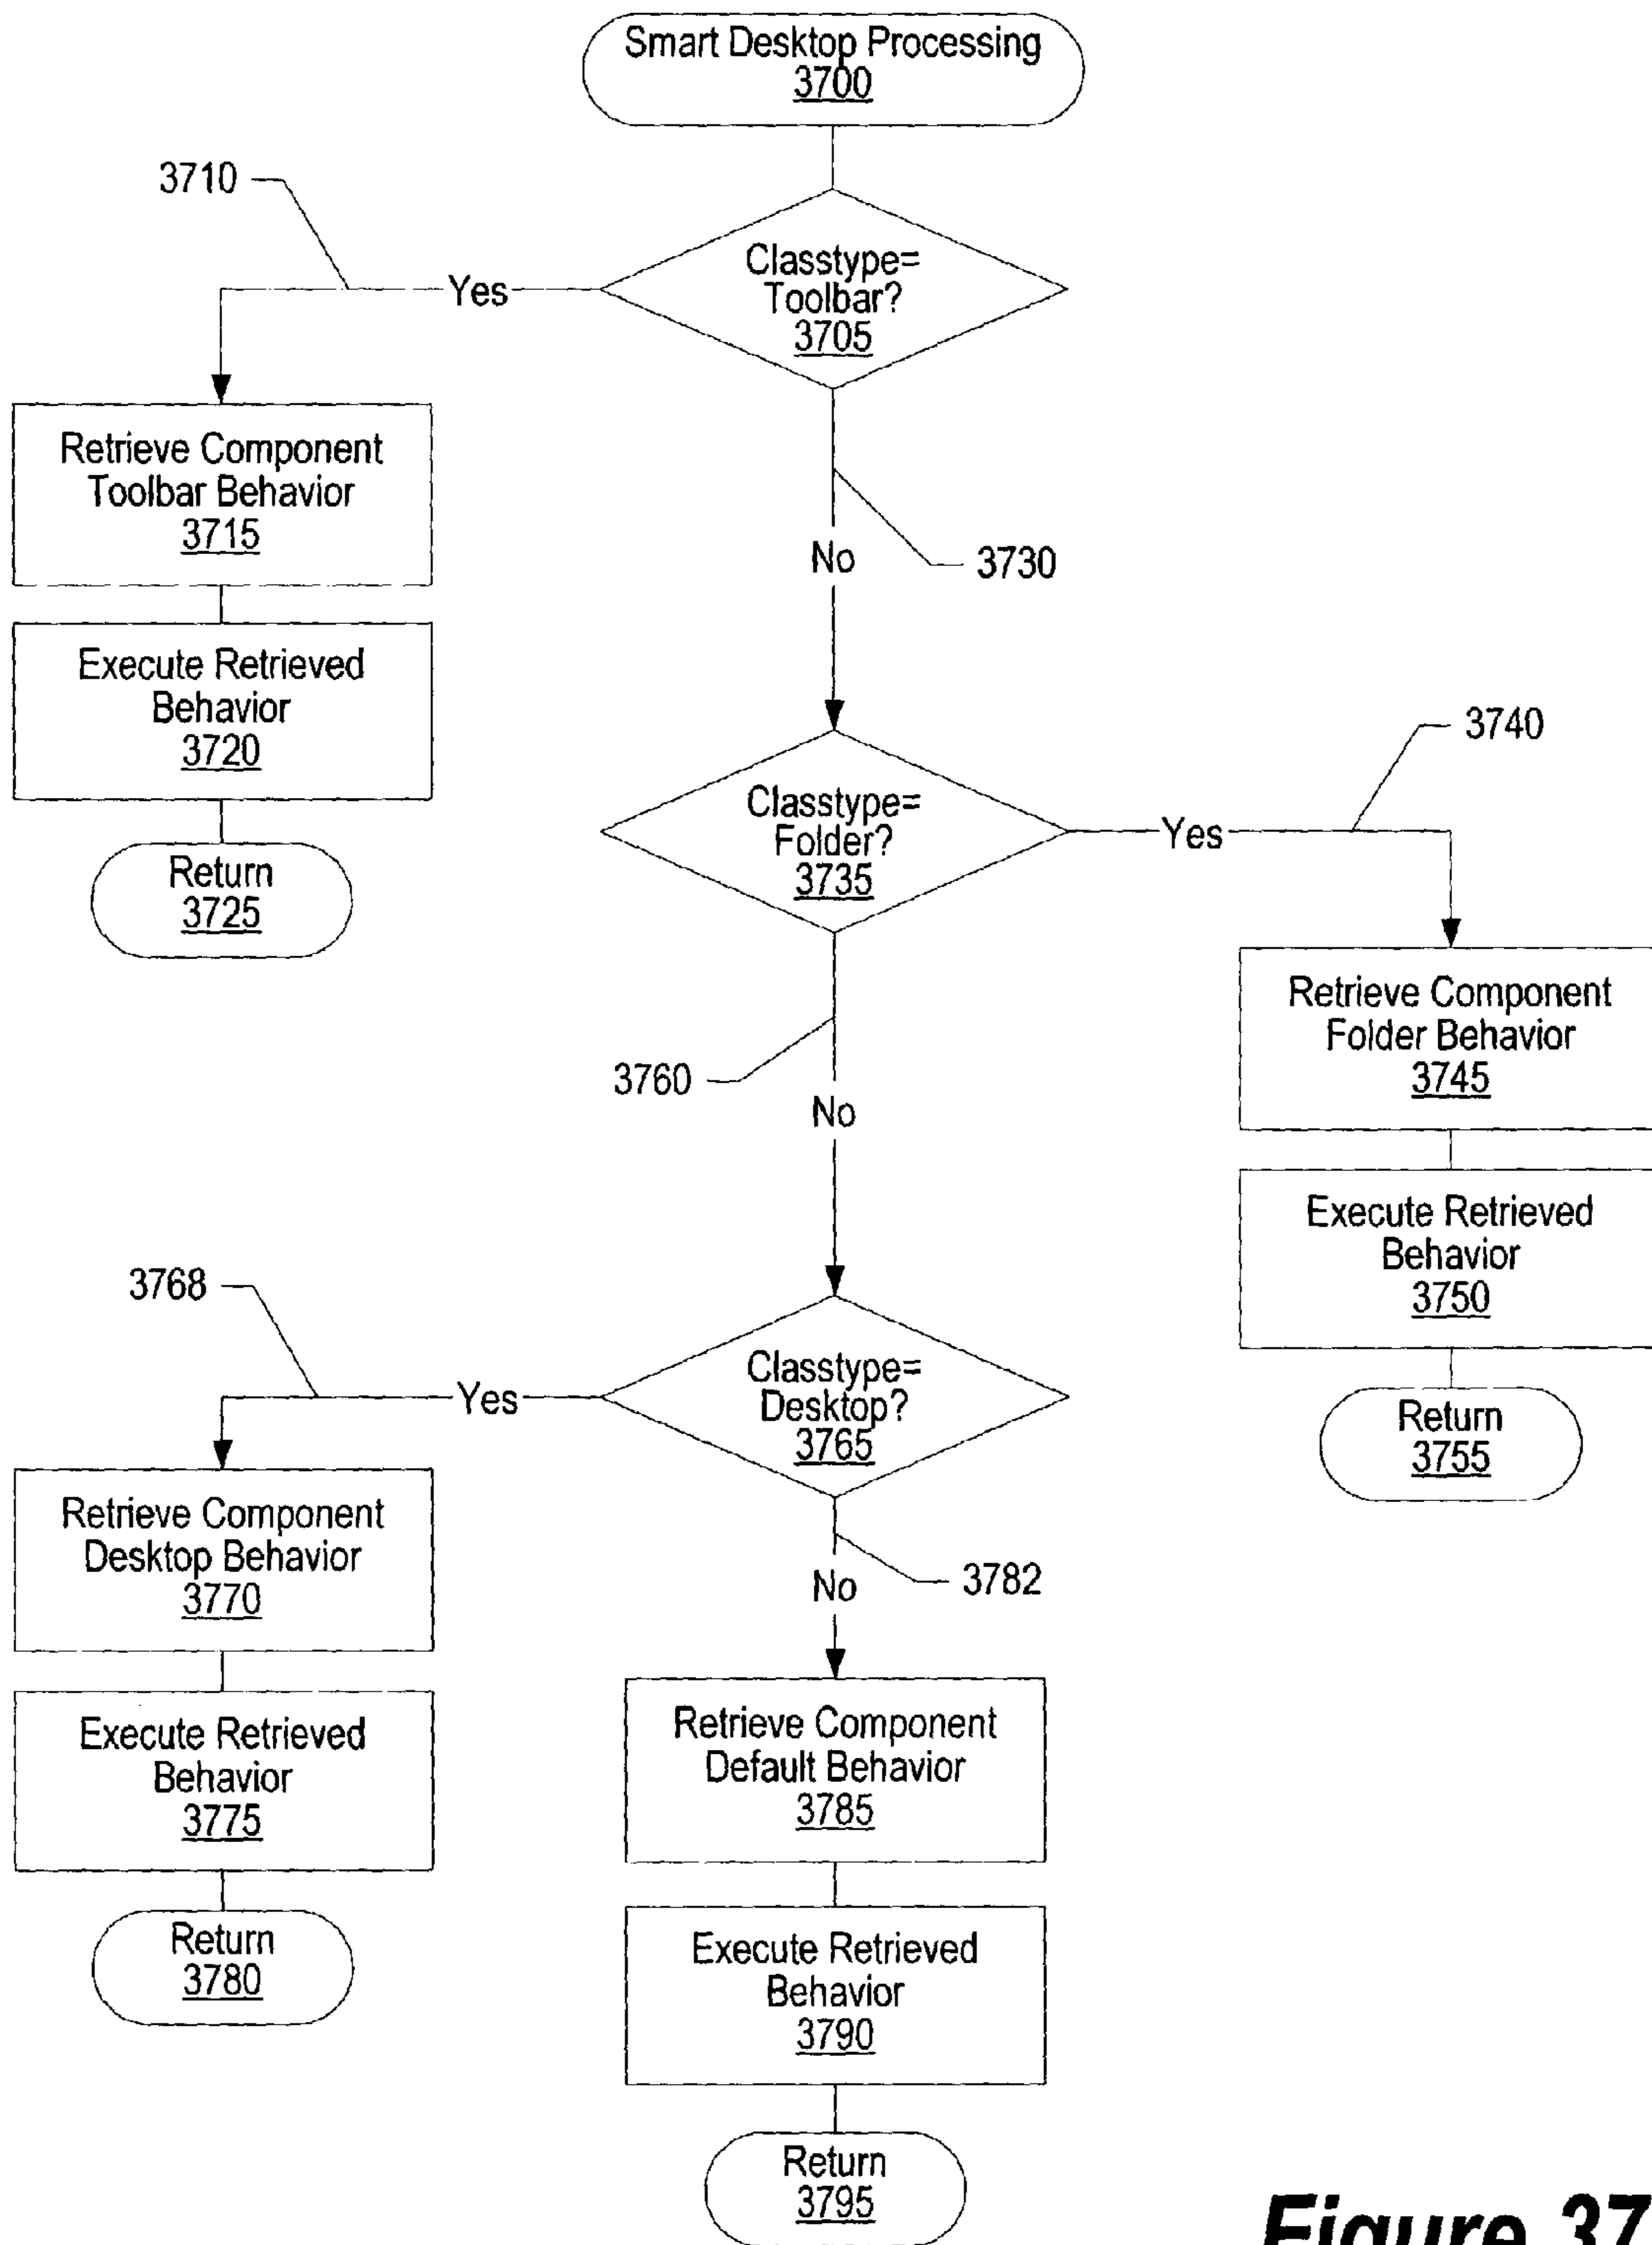 Smart Desktop Processing
3700
3710
Yes
Classtype=
Toolbar?
3705
Retrieve Component
Toolbar Behavior
3715
No
3730
Execute Retrieved
Behavior
3720
Return
3725
Classtype=
Folder?
3735
Yes
3740
Retrieve Component
Folder Behavior
3745
3760
No
Execute Retrieved
Behavior
3750
Return
3755
3768
Yes
Classtype=
Desktop?
3765
Retrieve Component
Desktop Behavior
3770
No
3782
Execute Retrieved
Behavior
3775
Return
3780
Retrieve Component
Default Behavior
3785
Execute Retrieved
Behavior
3790
Return
3795
Figure 37